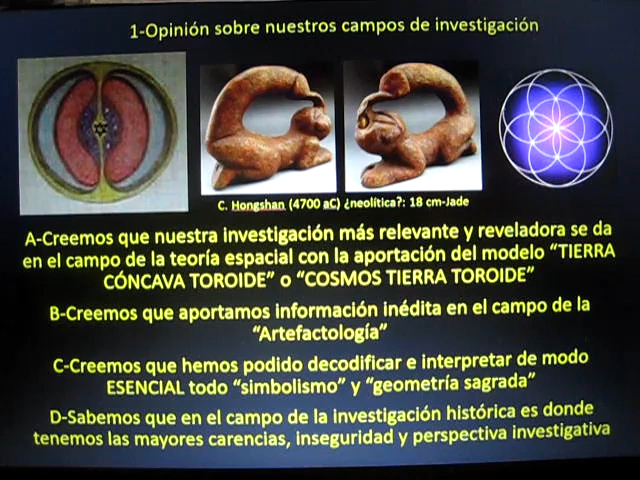 1-Opinión sobre nuestros campos de investigación
C. Hongshan (4700 aC) ¿neolítica?: 18 cm-Jade
A-Creemos que nuestra investigación más relevante y reveladora se da
en el campo de la teoría espacial con la aportación del modelo “TIERRA
CÓNCAVA TOROIDE” o “COSMOS TIERRA TOROIDE”
B-Creemos que aportamos información inédita en el campo de la
“Artefactología”
C-Creemos que hemos podido decodificar e interpretar de modo
ESENCIAL todo “simbolismo” y “geometría sagrada”
D-Sabemos que en el campo de la investigación histórica es donde
tenemos las mayores carencias, inseguridad y perspectiva investigativa